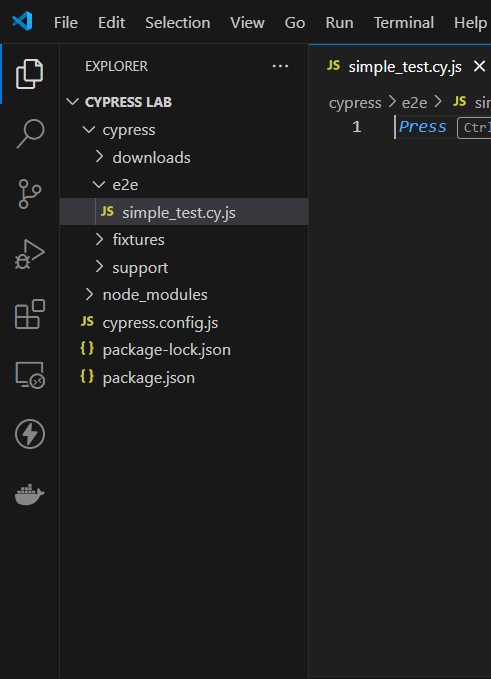 File Edit Selection View Go Run Terminal Help
EXPLORER
CYPRESS LAB
cypress
downloads
e2e
JS simple_test.cy.js
fixtures
support
node_modules
JS cypress.config.js
{} package-lock.json
{} package.json
JS simple_test.cy.js
cypress > e2e > JS sim
1 Press Ctrl